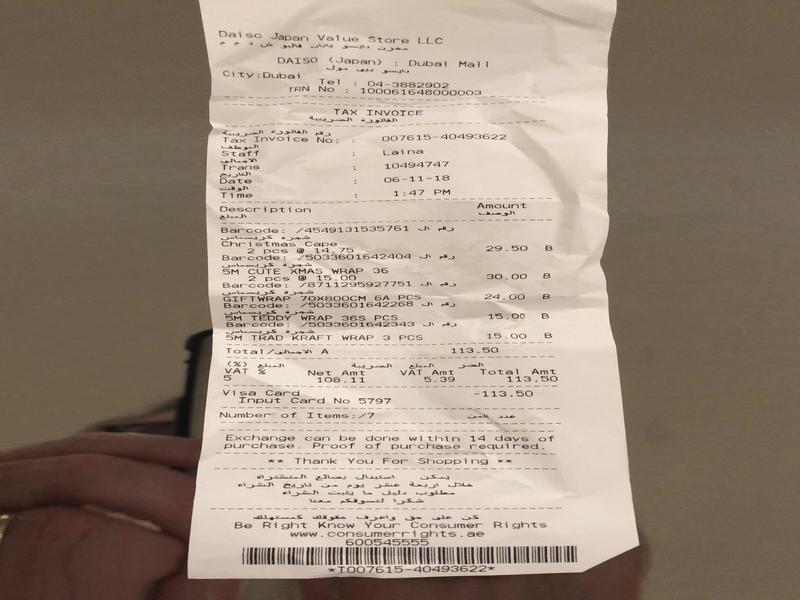 Daiso Japan Value Store LLC
مخزن دايسو يابان فاليو ش ذ م م
DAISO (Japan) : Dubai Mall
دايسو دبي مول
City:Dubai
Tel : 04-3882902
TRN No : 100061648000003
TAX INVOICE
الفاتورة الضريبية
رقم الفاتورة الضريبية
Tax Invoice No: : 007615-40493622
الموظف
Staff : Laina
الاجمالى
Trans : 10494747
التاريخ
Date : 06-11-18
الوقت
Time : 1:47 PM
Description Amount
المبلغ الوصف
Barcode: /4549131535761 رقم ال
شجرة كريسماس
Christmas Cape
2 pcs @ 14.75 29.50 B
Barcode: /5033601642404 رقم ال
شجرة كريسماس
5M CUTE XMAS WRAP 36
2 pcs @ 15.00 30.00 B
Barcode: /8711295927751 رقم ال
شجرة كريسماس
GIFTWRAP 70X800CM 6A PCS 24.00 B
Barcode: /5033601642268 رقم ال
شجرة كريسماس
5M TEDDY WRAP 36S PCS 15.00 B
Barcode: /5033601642343 رقم ال
شجرة كريسماس
5M TRAD KRAFT WRAP 3 PCS 15.00 B
Total/الاجمالى A 113.50
(%) المبلغ الضريبة المبلغ
VAT % Net Amt VAT Amt Total Amt
5 108.11 5.39 113.50
Visa Card -113.50
Input Card No 5797
Number of Items:/7
Exchange can be done within 14 days of
purchase. Proof of purchase required.
** Thank You For Shopping **
يمكن استبدال بضائع المشتراة
خلال اربعة عشر يوم من تاريخ الشراء
مطلوب دليل ما يثبت الشراء
شكرا لتسوقكم معنا
كن على حق واعرف حقوقك كمستهلك
Be Right Know Your Consumer Rights
www.consumerrights.ae
600545555
*T007615-40493622*